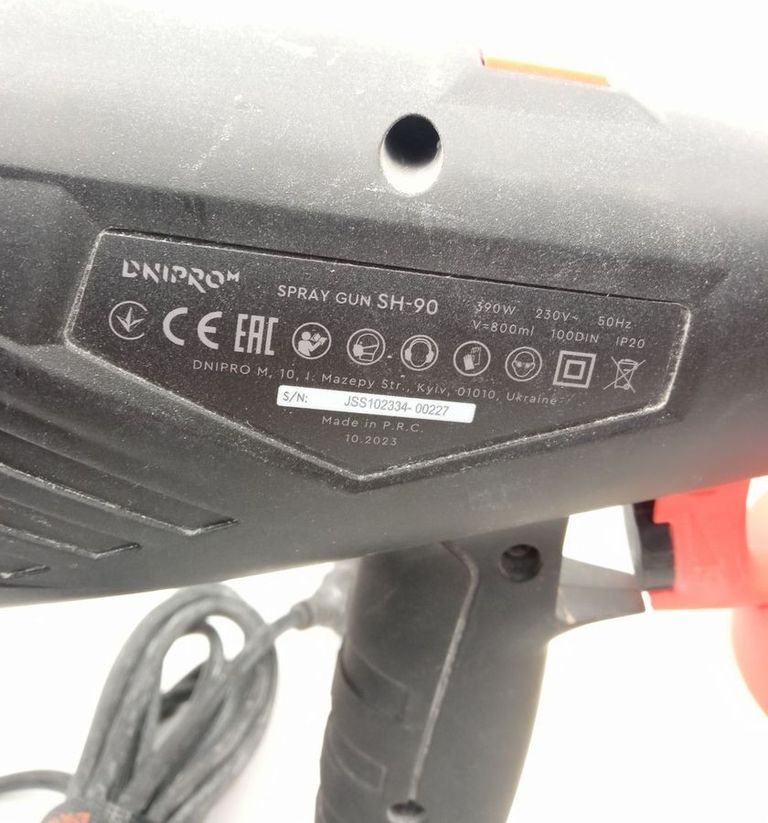 DNIPRO M
SPRAY GUN SH-90
390W 230V~ 50Hz
V=800ml 100DIN IP20
CE EAC
DNIPRO M, 10, I. Mazepy Str., Kyiv, 01010, Ukraine
S/N: JSS102334-00227
Made in P.R.C.
10.2023